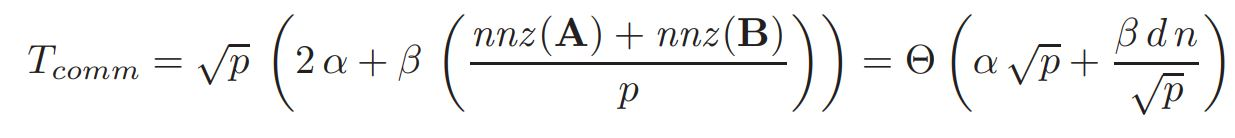 $T_{comm} = \sqrt{p} \left( 2\,\alpha + \beta \left( \frac{nnz(\mathbf{A}) + nnz(\mathbf{B})}{p} \right) \right) = \Theta \left( \alpha \sqrt{p} + \frac{\beta\, d\, n}{\sqrt{p}} \right)$